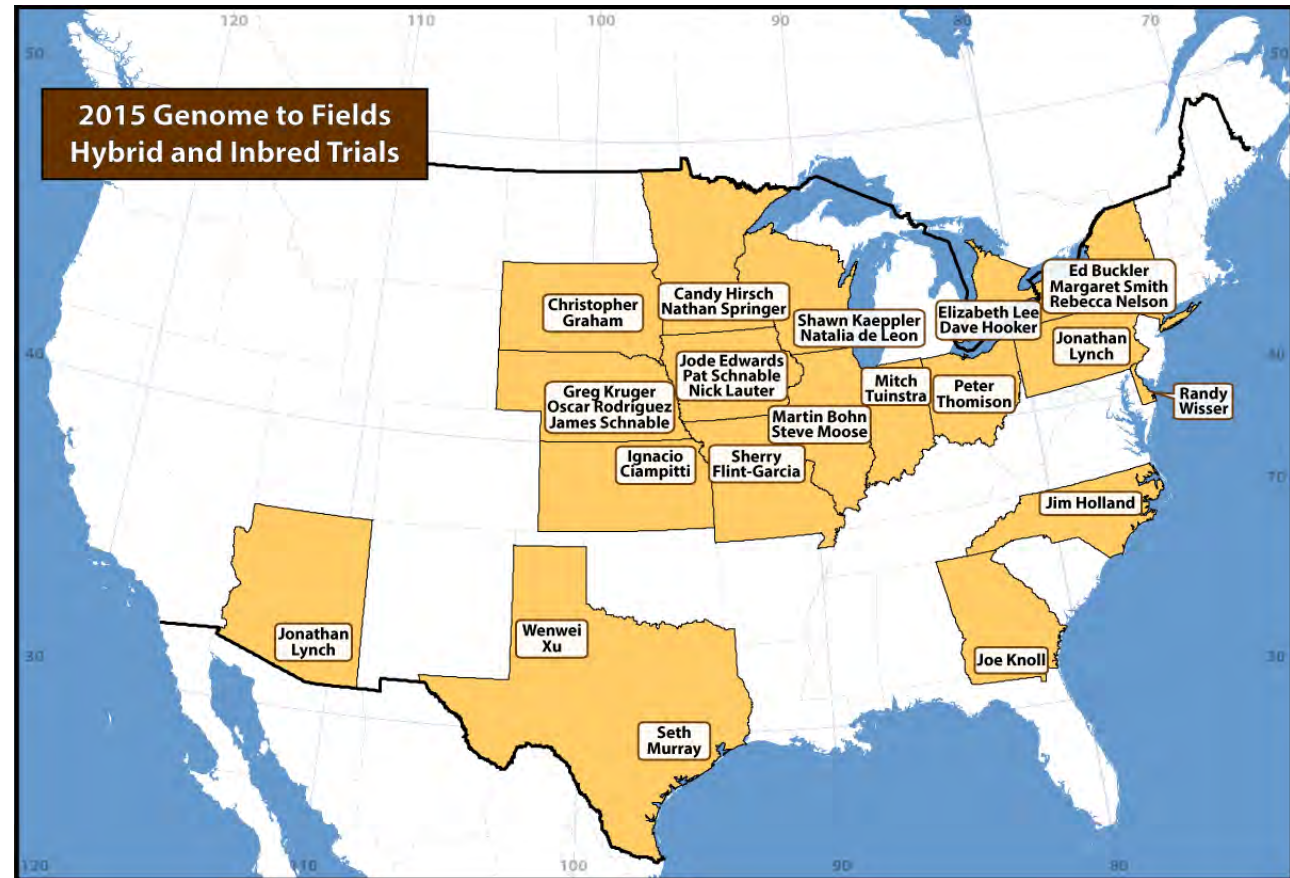 120
110
100
90
80
70
50
50
2015 Genome to Fields
Hybrid and Inbred Trials
Ed Buckler
Margaret Smith
Rebecca Nelson
Christopher
Graham
Candy Hirsch
Nathan Springer
Shawn Kaeppler
Natalia de Leon
Elizabeth Lee
Dave Hooker
Jonathan
Lynch
40
40
Jode Edwards
Pat Schnable
Nick Lauter
Mitch
Tuinstra
Peter
Thomison
Randy
Wisser
Greg Kruger
Oscar Rodriguez
James Schnable
Martin Bohn
Steve Moose
Ignacio
Ciampitti
Sherry
Flint-Garcia
70
Jim Holland
Jonathan
Lynch
Wenwei
Xu
Joe Knoll
30
30
Seth
Murray
120
110
100
90
80